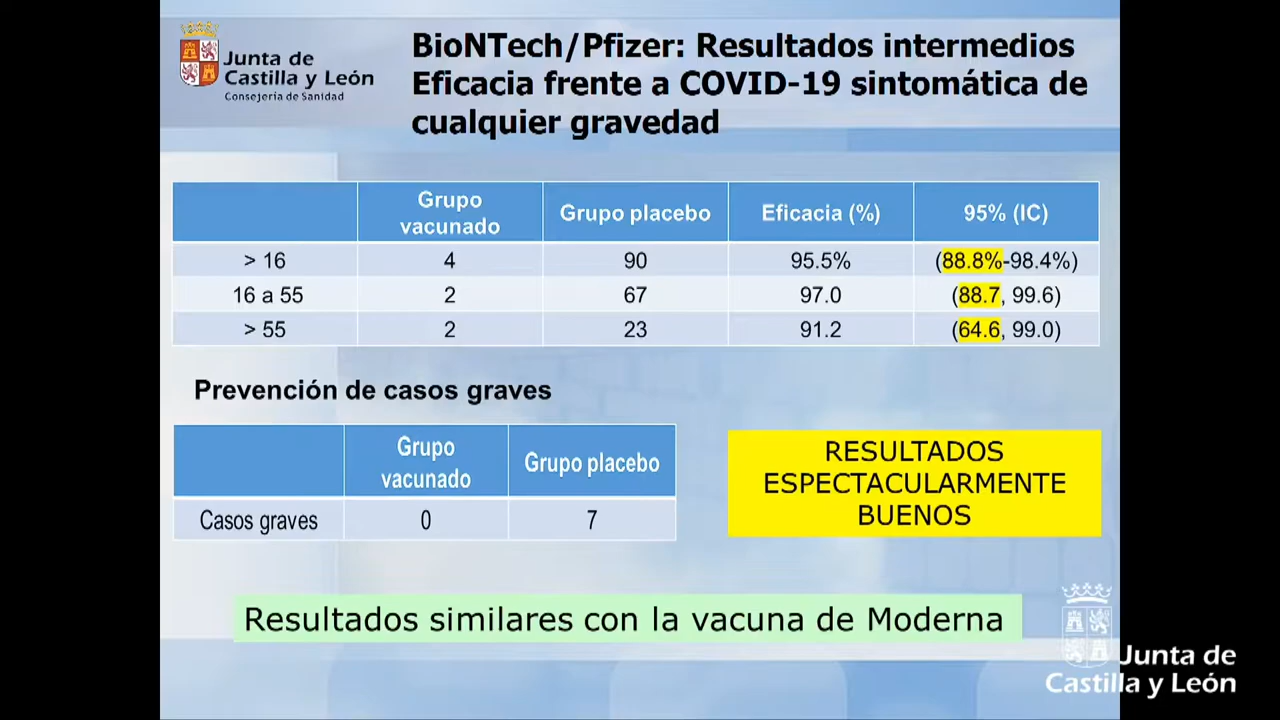 Junta de
Castilla y León
Consejería de Sanidad
BioNTech/Pfizer: Resultados intermedios
Eficacia frente a COVID-19 sintomática de
cualquier gravedad
Grupo vacunado Grupo placebo Eficacia (%) 95% (IC)
> 16 4 90 95.5% (88.8%-98.4%)
16 a 55 2 67 97.0 (88.7, 99.6)
> 55 2 23 91.2 (64.6, 99.0)
Prevención de casos graves
Grupo vacunado Grupo placebo
Casos graves 0 7
RESULTADOS
ESPECTACULARMENTE
BUENOS
Resultados similares con la vacuna de Moderna
Junta de
Castilla y León